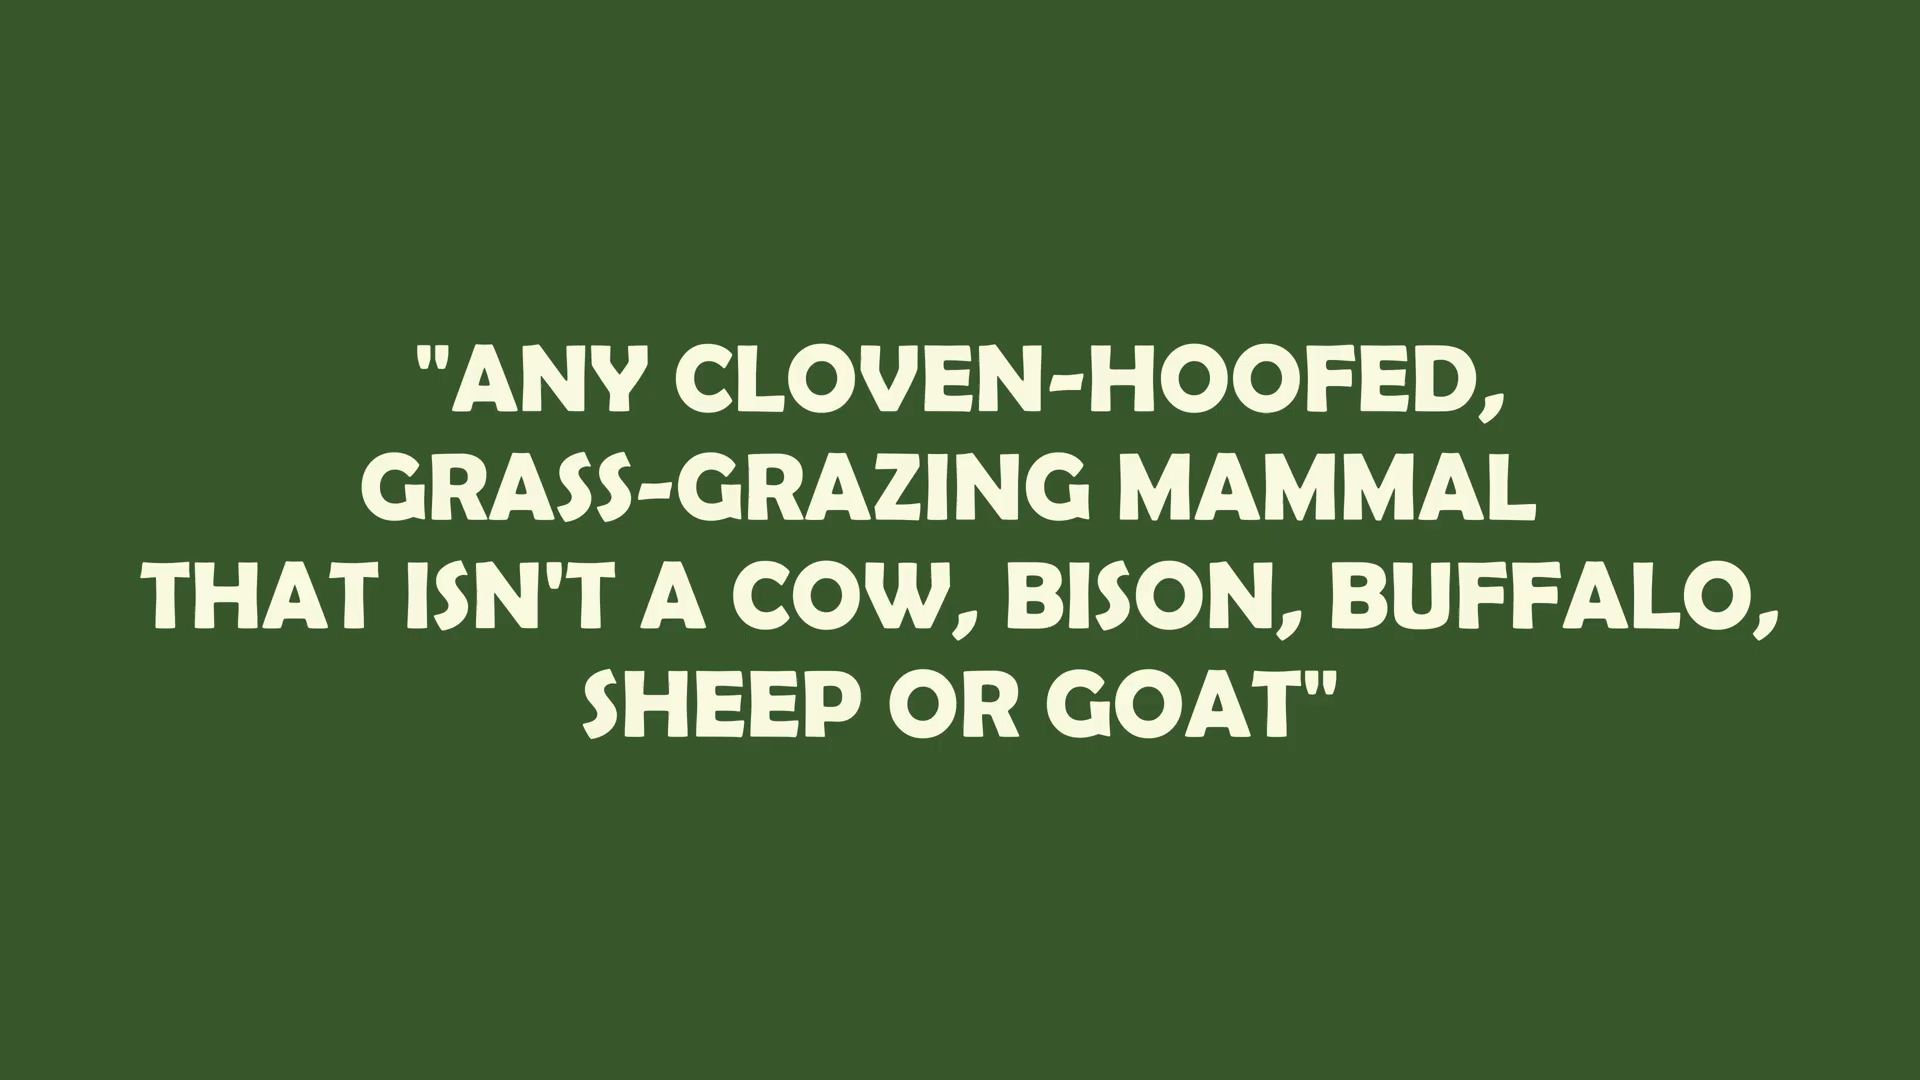 "ANY CLOVEN-HOOFED,
GRASS-GRAZING MAMMAL
THAT ISN'T A COW, BISON, BUFFALO,
SHEEP OR GOAT"